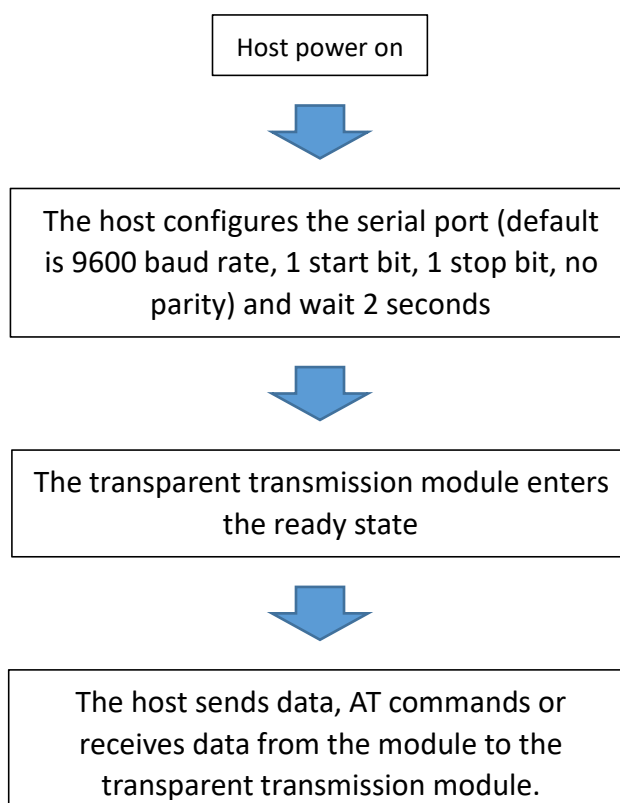 Host power on
The host configures the serial port (default
is 9600 baud rate, 1 start bit, 1 stop bit, no
parity) and wait 2 seconds
The transparent transmission module enters
the ready state
The host sends data, AT commands or
receives data from the module to the
transparent transmission module.